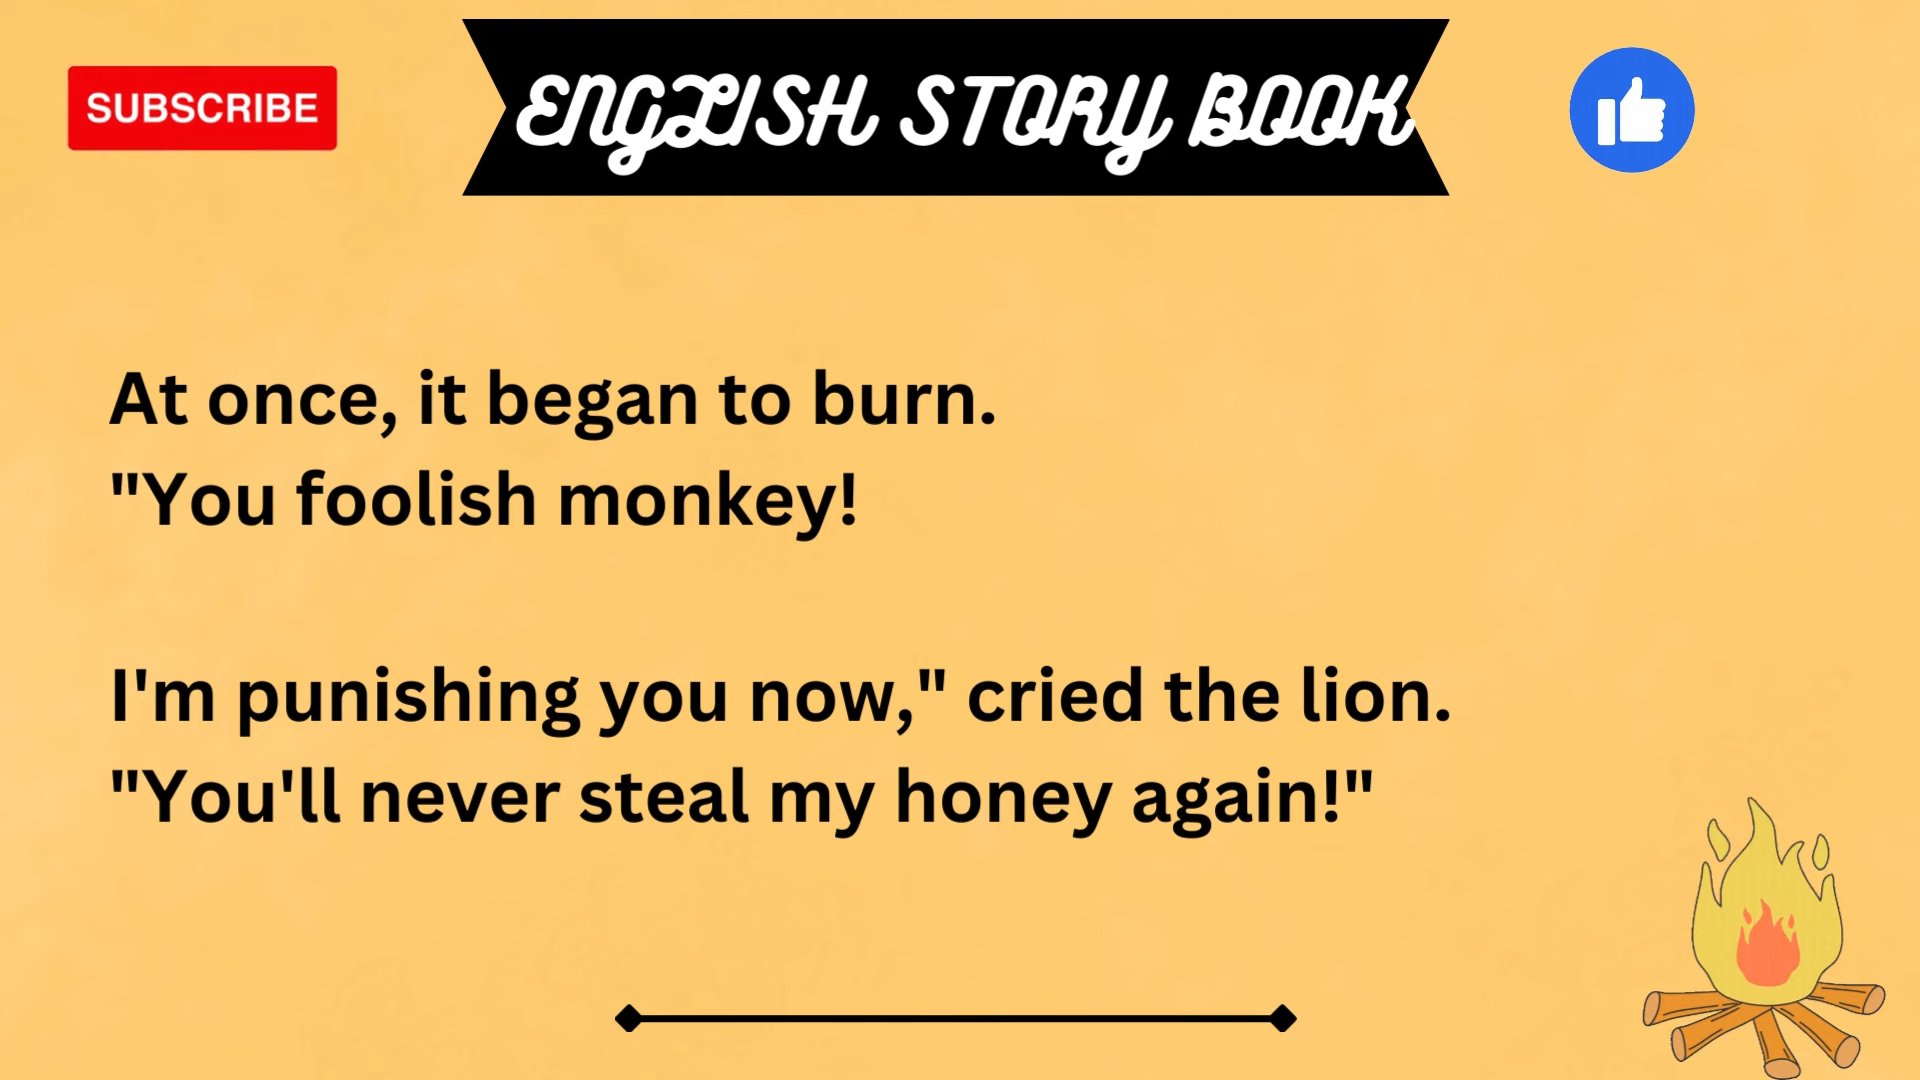 SUBSCRIBE
ENGLISH STORY BOOK
At once, it began to burn.
"You foolish monkey!
I'm punishing you now," cried the lion.
"You'll never steal my honey again!"